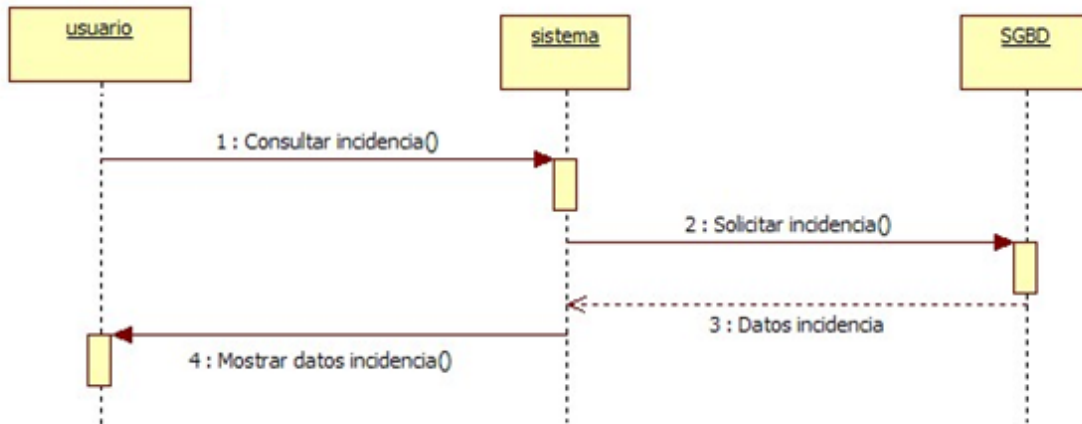 usuario
sistema
SGBD
1 : Consultar incidencia()
2 : Solicitar incidencia()
3 : Datos incidencia
4 : Mostrar datos incidencia()